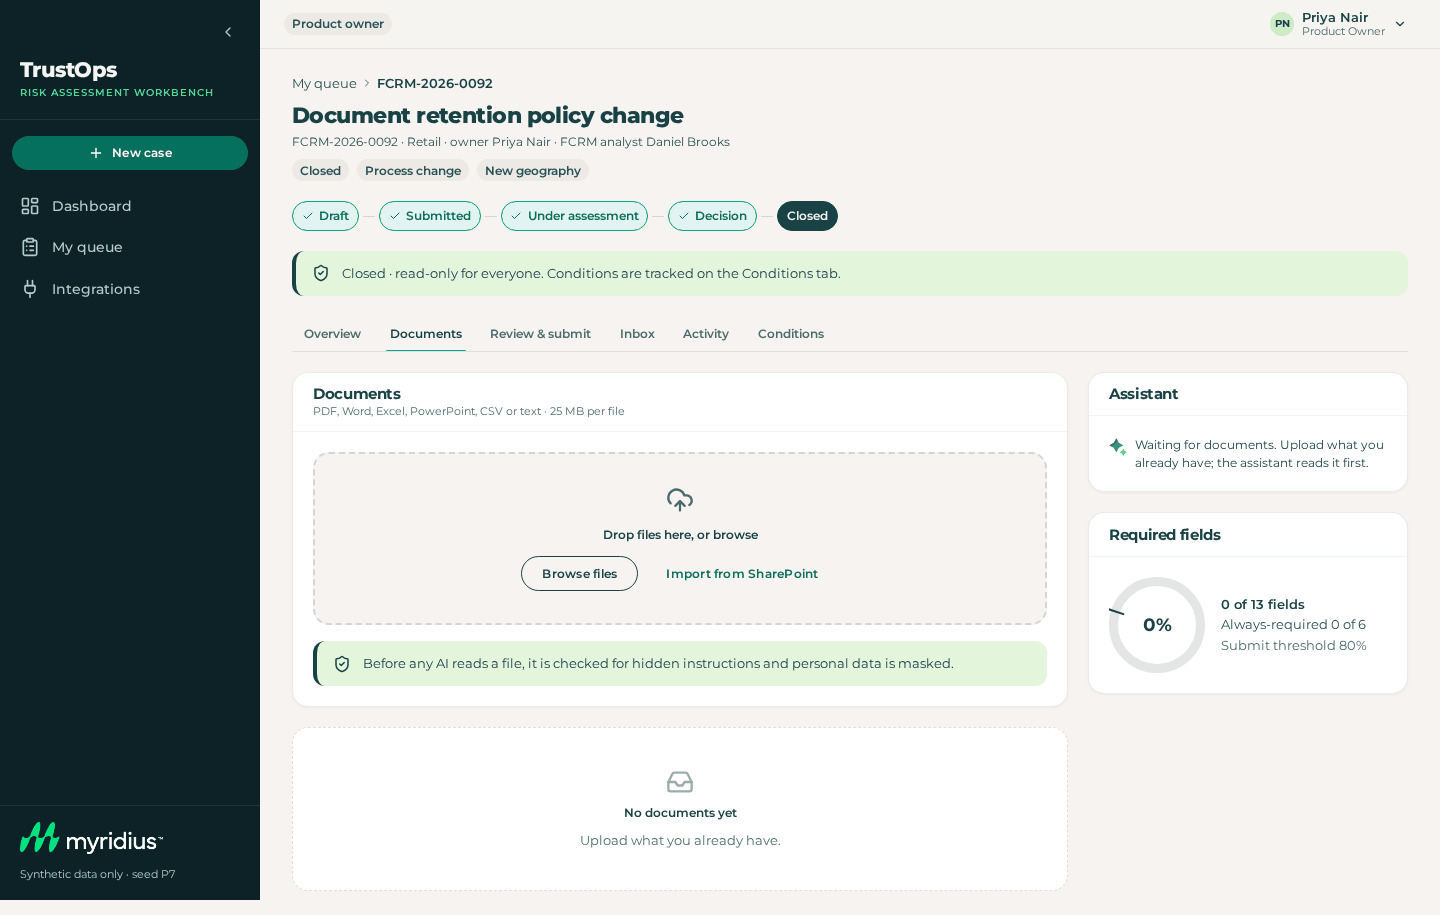 TrustOps
RISK ASSESSMENT WORKBENCH
New case
Dashboard
My queue
Integrations
myridius™
Synthetic data only · seed P7
Product owner
PN
Priya Nair
Product Owner
My queue > FCRM-2026-0092
Document retention policy change
FCRM-2026-0092 · Retail · owner Priya Nair · FCRM analyst Daniel Brooks
Closed Process change New geography
Draft Submitted Under assessment Decision Closed
Closed · read-only for everyone. Conditions are tracked on the Conditions tab.
Overview Documents Review & submit Inbox Activity Conditions
Documents
PDF, Word, Excel, PowerPoint, CSV or text · 25 MB per file
Drop files here, or browse
Browse files Import from SharePoint
Before any AI reads a file, it is checked for hidden instructions and personal data is masked.
No documents yet
Upload what you already have.
Assistant
Waiting for documents. Upload what you
already have; the assistant reads it first.
Required fields
0%
0 of 13 fields
Always-required 0 of 6
Submit threshold 80%